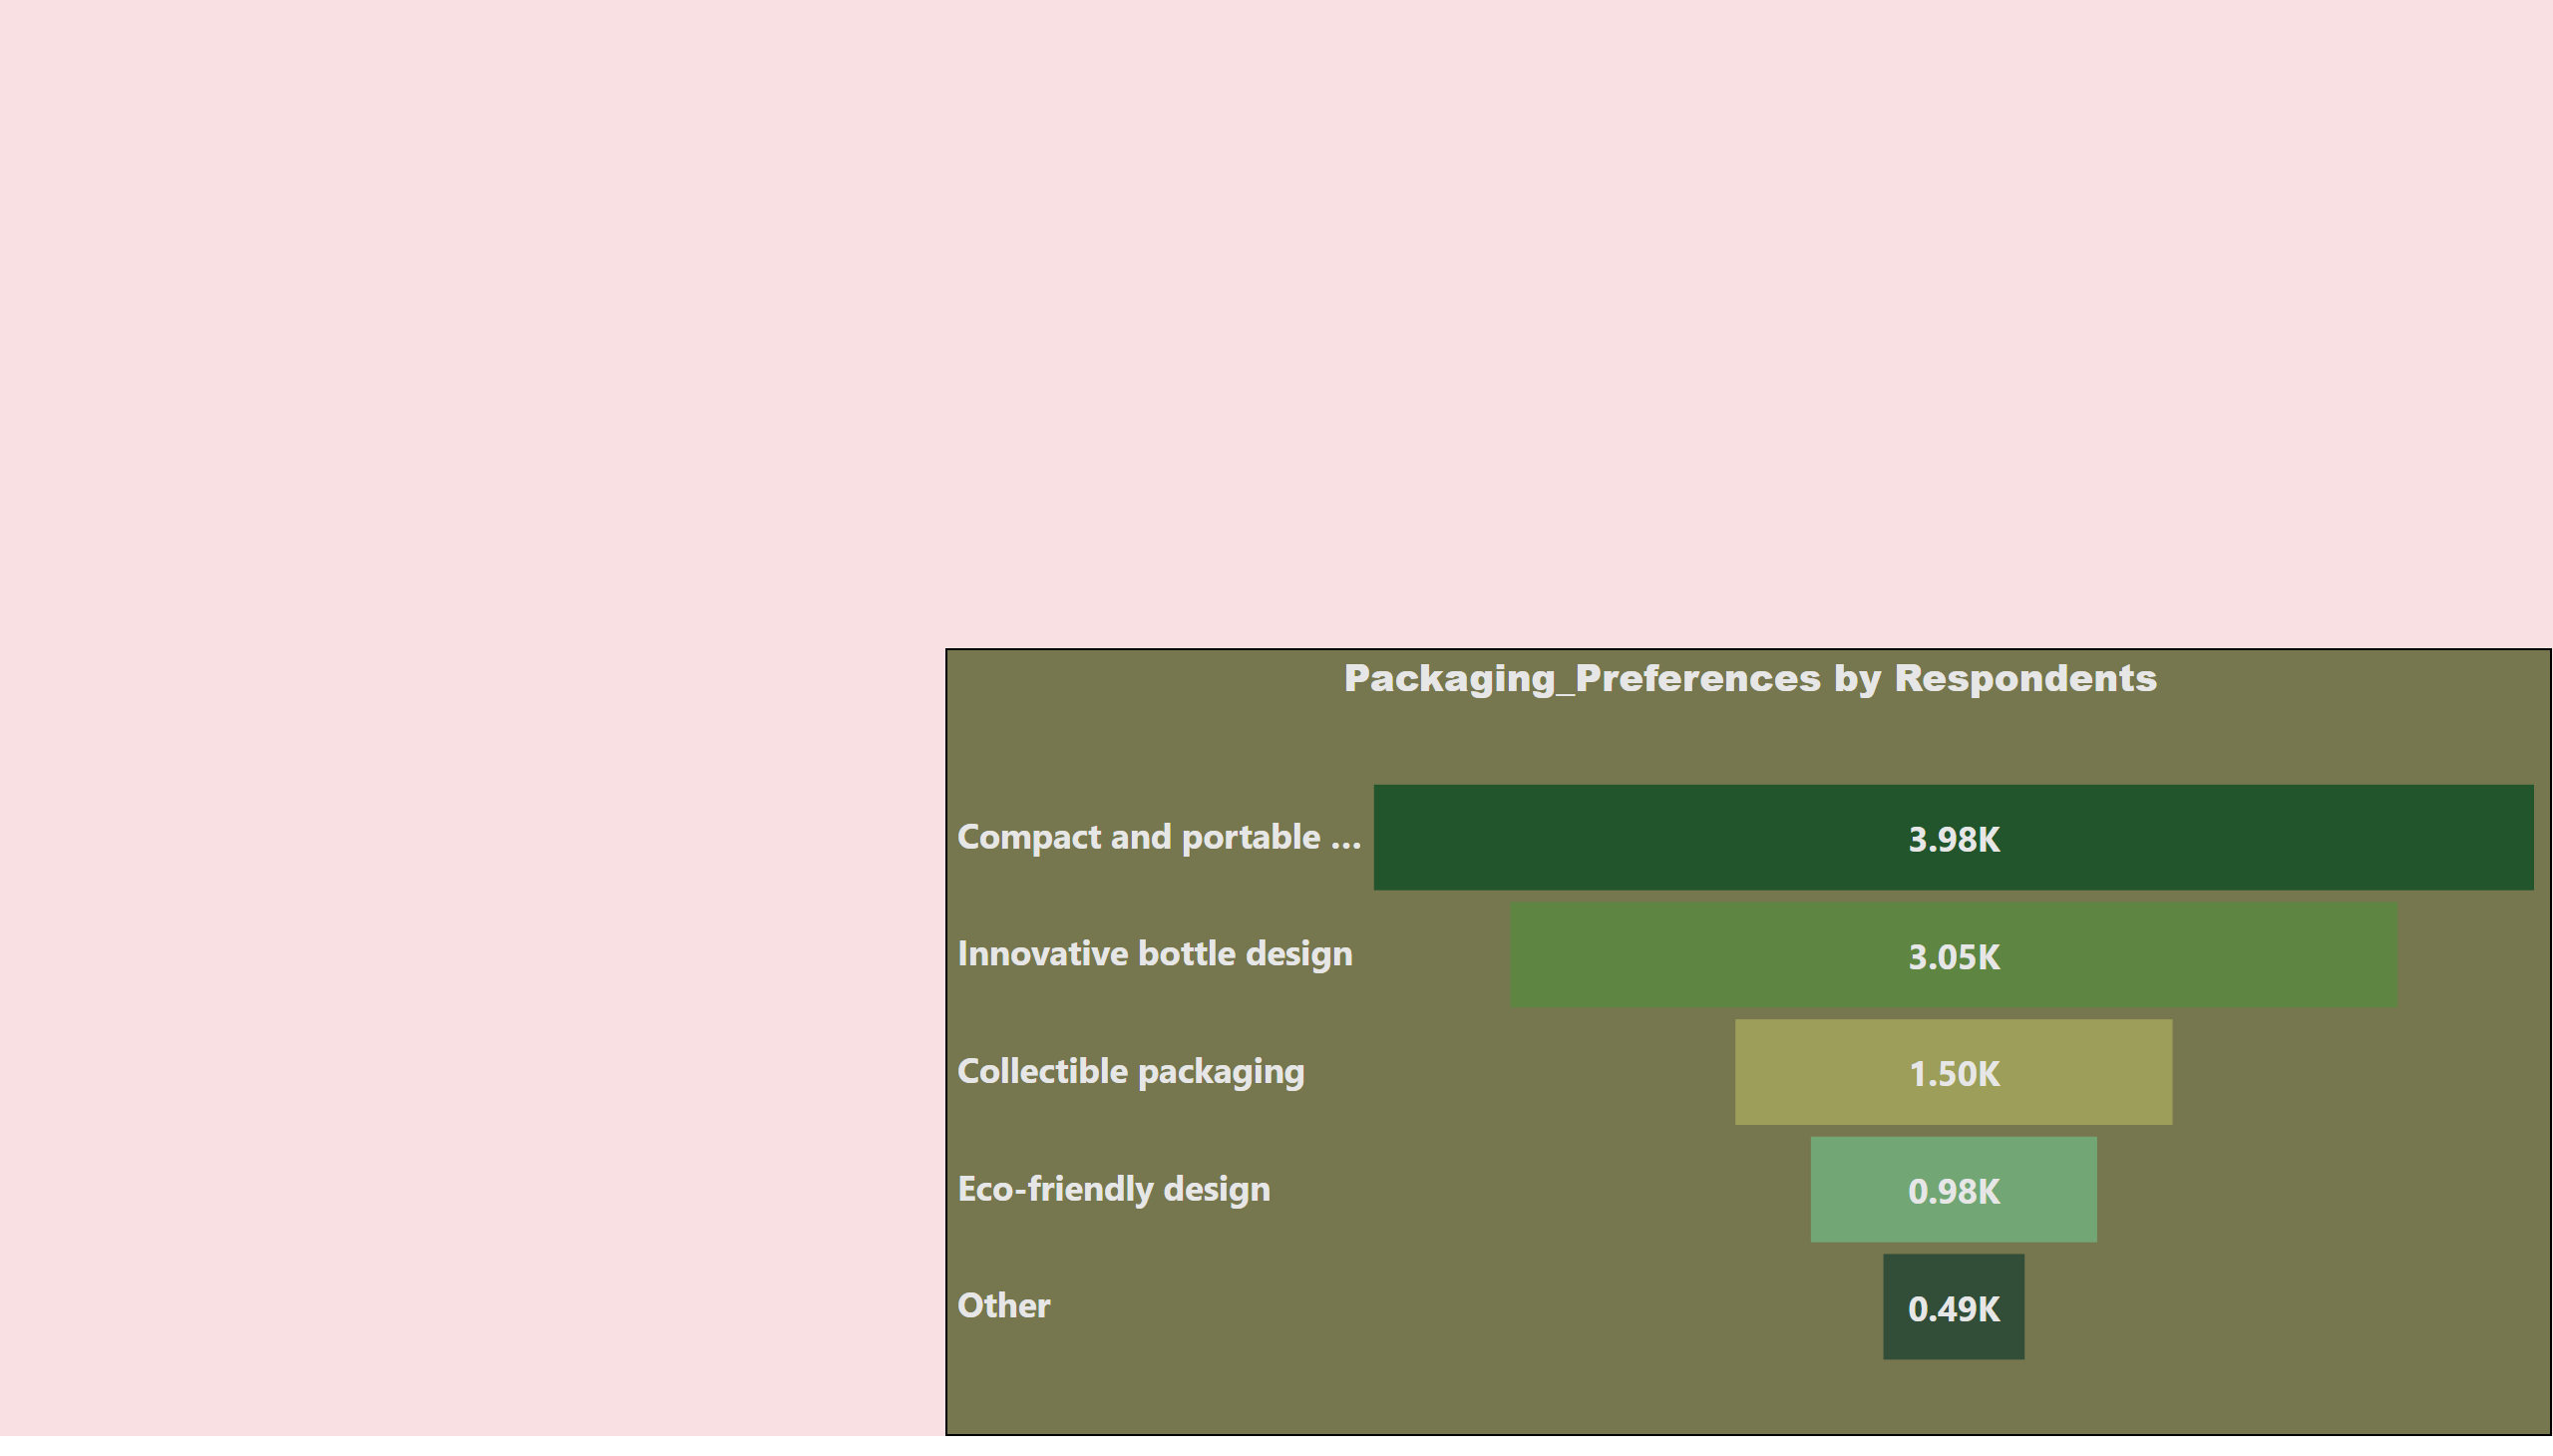 Packaging_Preferences by Respondents
Compact and portable ... 3.98K
Innovative bottle design 3.05K
Collectible packaging 1.50K
Eco-friendly design 0.98K
Other 0.49K